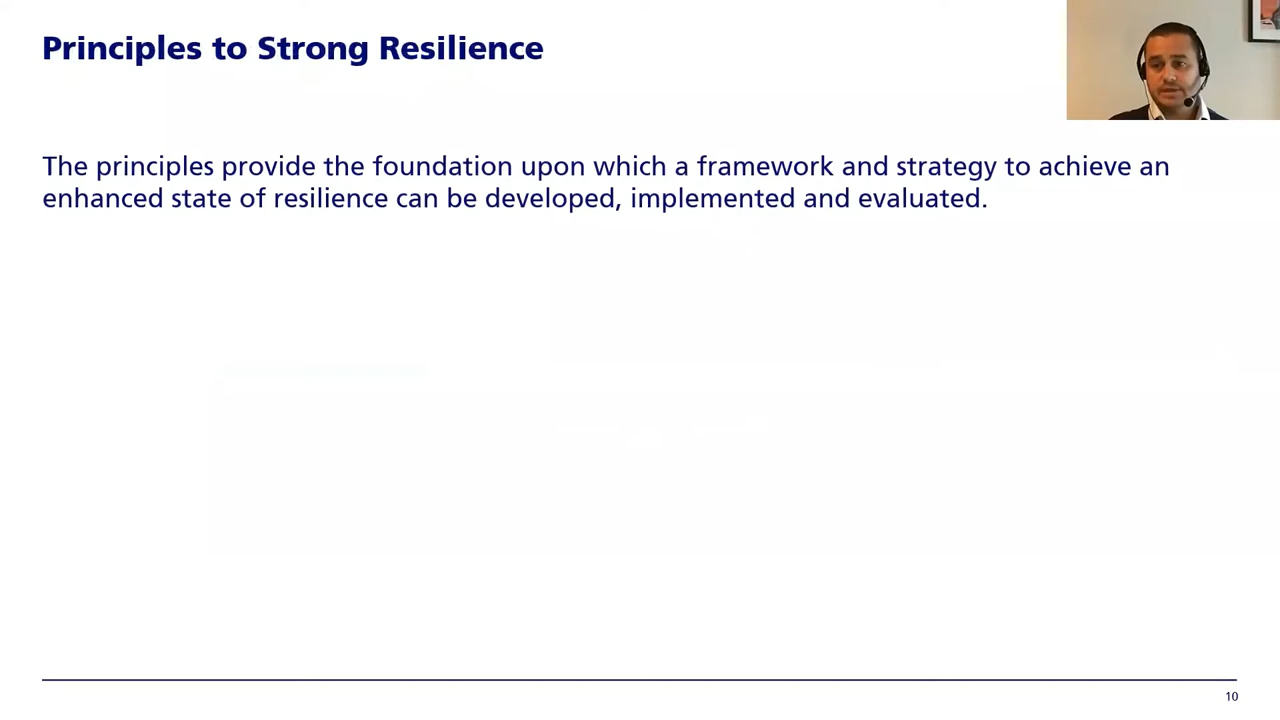 Principles to Strong Resilience
The principles provide the foundation upon which a framework and strategy to achieve an
enhanced state of resilience can be developed, implemented and evaluated.
10